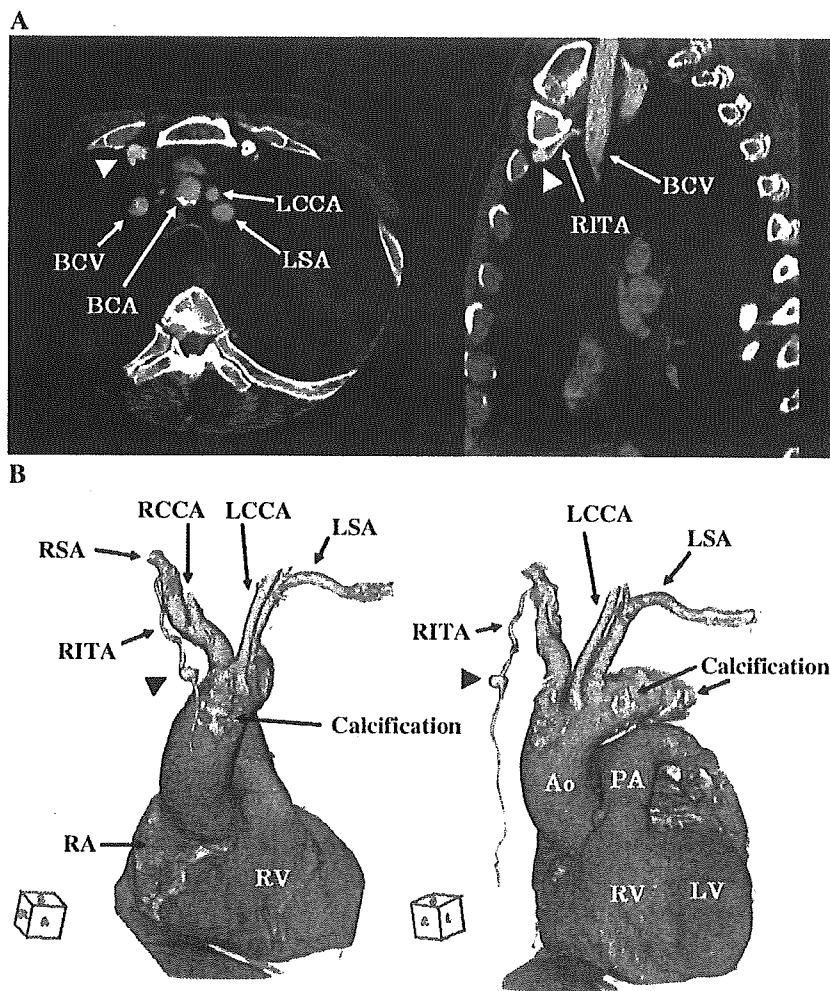 A
LCCA
BCV
LSA
BCA
BCV
RITA
B
RCCA
LCCA
LSA
RSA
RITA
Calcification
RA
RV
A
LCCA
LSA
RITA
Calcification
Ao
PA
RV
LV
A
L